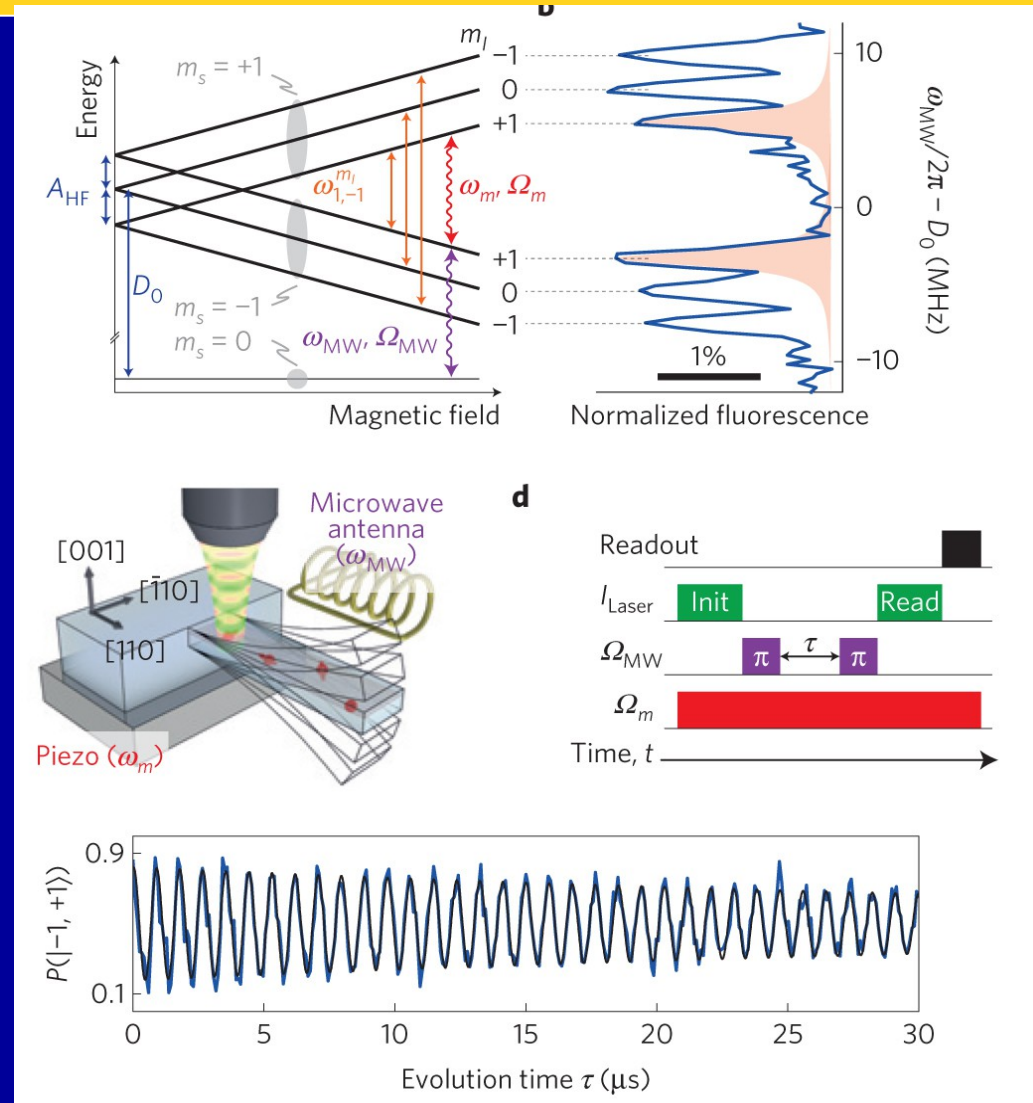 b
Energy
m_s = +1
m_I
−1
0
+1
A_HF
ω_{1,−1}^{m_I}
ω_m, Ω_m
D_0
+1
0
−1
m_s = −1
m_s = 0
ω_MW, Ω_MW
Magnetic field
10
0
−10
ω_MW/2π − D_0 (MHz)
1%
Normalized fluorescence
[001]
[1̄10]
[110]
Microwave
antenna
(ω_MW)
Piezo (ω_m)
d
Readout
I_Laser Init Read
Ω_MW π τ π
Ω_m
Time, t
P(|−1, +1⟩)
0.9
0.1
0 5 10 15 20 25 30
Evolution time τ (μs)